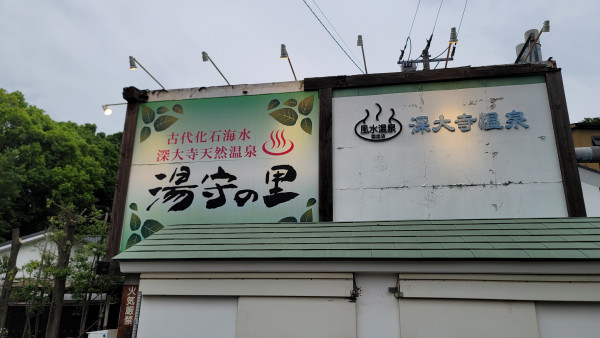 古代化石海水
深大寺天然温泉
湯守の里
風水温泉
深大寺温泉
火気厳禁